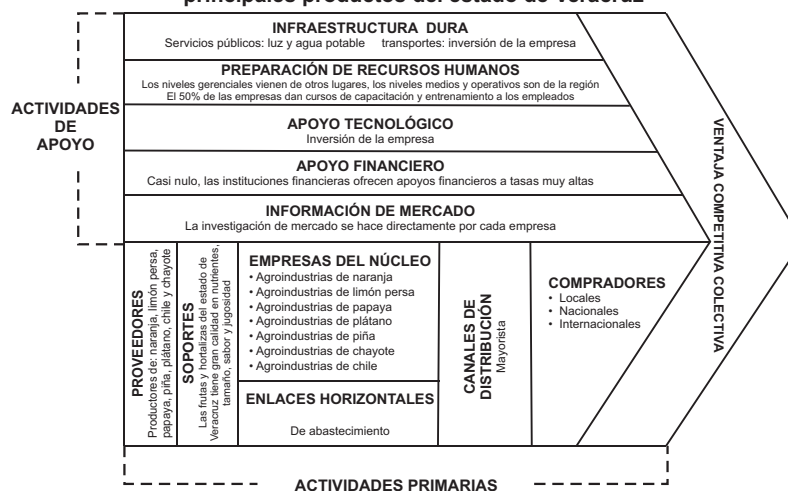 principales productos del estado de Veracruz
INFRAESTRUCTURA DURA
Servicios públicos: luz y agua potable transportes: inversión de la empresa
PREPARACIÓN DE RECURSOS HUMANOS
Los niveles gerenciales vienen de otros lugares, los niveles medios y operativos son de la región
El 50% de las empresas dan cursos de capacitación y entrenamiento a los empleados
ACTIVIDADES
DE
APOYO
APOYO TECNOLÓGICO
Inversión de la empresa
APOYO FINANCIERO
Casi nulo, las instituciones financieras ofrecen apoyos financieros a tasas muy altas
INFORMACIÓN DE MERCADO
La investigación de mercado se hace directamente por cada empresa
VENTAJA COMPETITIVA COLECTIVA
PROVEEDORES
Productores de: naranja, limón persa,
papaya, piña, plátano, chile y chayote
SOPORTES
Las frutas y hortalizas del estado de
Veracruz tiene gran calidad en nutrientes,
tamaño, sabor y jugosidad
EMPRESAS DEL NÚCLEO
• Agroindustrias de naranja
• Agroindustrias de limón persa
• Agroindustrias de papaya
• Agroindustrias de plátano
• Agroindustrias de piña
• Agroindustrias de chayote
• Agroindustrias de chile
ENLACES HORIZONTALES
De abastecimiento
CANALES DE
DISTRIBUCIÓN
Mayorista
COMPRADORES
• Locales
• Nacionales
• Internacionales
ACTIVIDADES PRIMARIAS